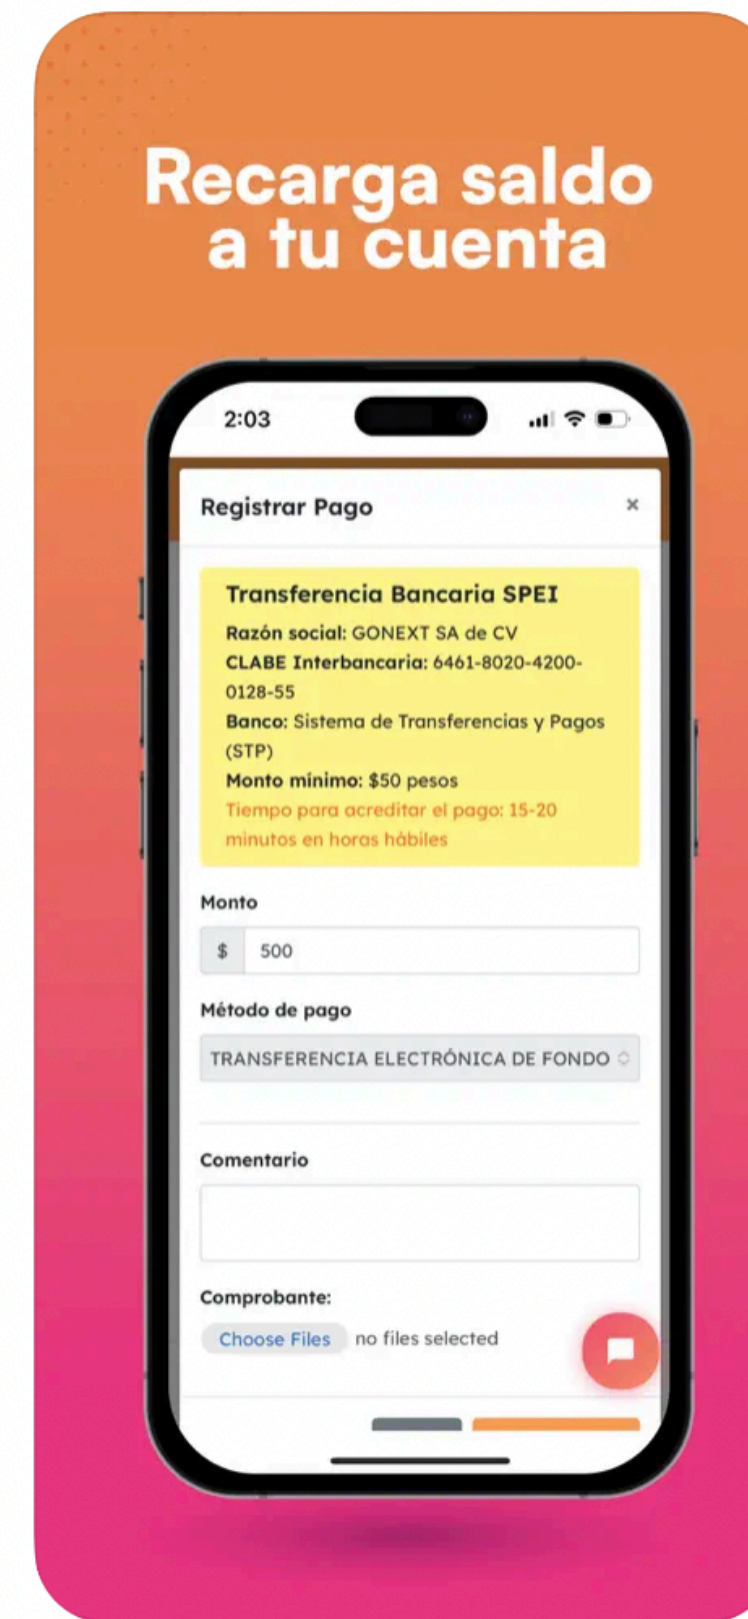 Recarga saldo
a tu cuenta
2:03
Registrar Pago
×
Transferencia Bancaria SPEI
Razón social: GONEXT SA de CV
CLABE Interbancaria: 6461-8020-4200-
0128-55
Banco: Sistema de Transferencias y Pagos
(STP)
Monto mínimo: $50 pesos
Tiempo para acreditar el pago: 15-20
minutos en horas hábiles
Monto
$ 500
Método de pago
TRANSFERENCIA ELECTRÓNICA DE FONDO
Comentario
Comprobante:
Choose Files no files selected